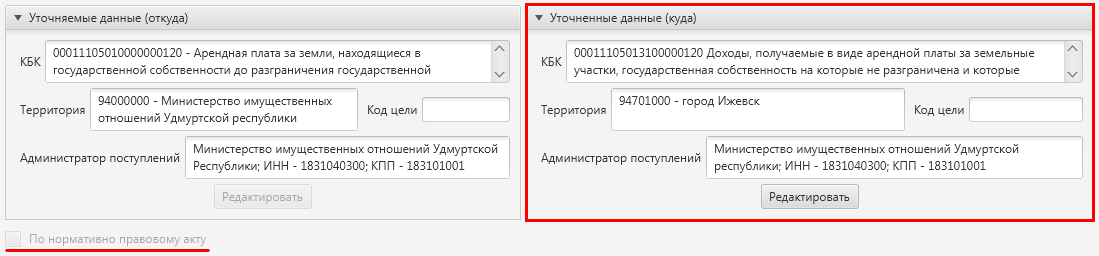 Уточняемые данные (откуда)
КБК
00011105010000000120 - Арендная плата за земли, находящиеся в
государственной собственности до разграничения государственной
Территория
94000000 - Министерство имущественных
отношений Удмуртской республики
Код цели
Администратор поступлений
Министерство имущественных отношений Удмуртской
Республики; ИНН - 1831040300; КПП - 183101001
Редактировать
Уточненные данные (куда)
КБК
00011105013100000120 Доходы, получаемые в виде арендной платы за земельные
участки, государственная собственность на которые не разграничена и которые
Территория
94701000 - город Ижевск
Код цели
Администратор поступлений
Министерство имущественных отношений Удмуртской
республики; ИНН - 1831040300; КПП - 183101001
Редактировать
По нормативно правовому акту